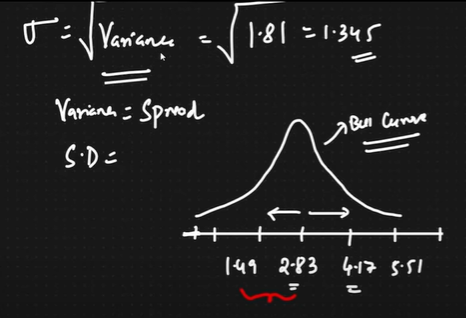 σ = √Variance = √1.81 = 1.345
Variance = Spread
S.D =
Bell Curve
1.49 2.83 4.17 5.51